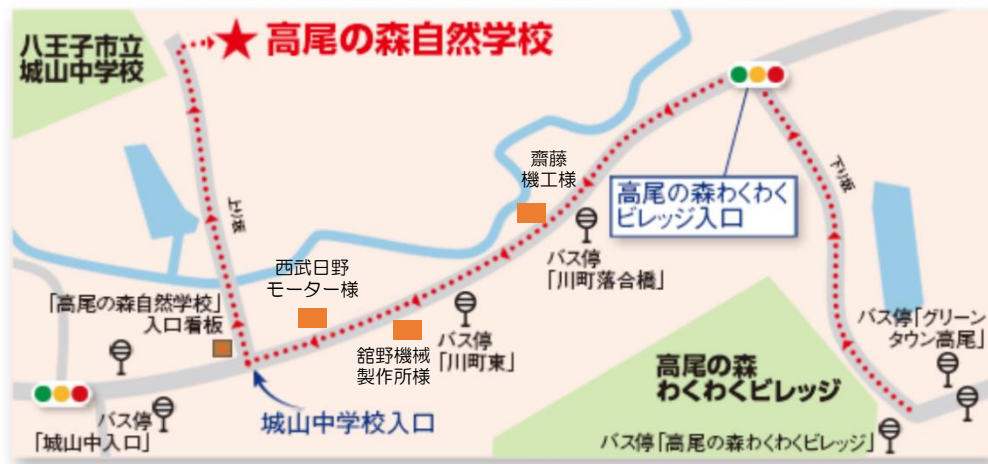 八王子市立
城山中学校
★高尾の森自然学校
齋藤
機工様
高尾の森わくわく
ビレッジ入口
下り坂
上り坂
バス停
「川町落合橋」
西武日野
モーター様
「高尾の森自然学校」
入口看板
バス停
「川町東」
舘野機械
製作所様
バス停「グリーン
タウン高尾」
高尾の森
わくわくビレッジ
城山中学校入口
バス停
「城山中入口」
バス停「高尾の森わくわくビレッジ」